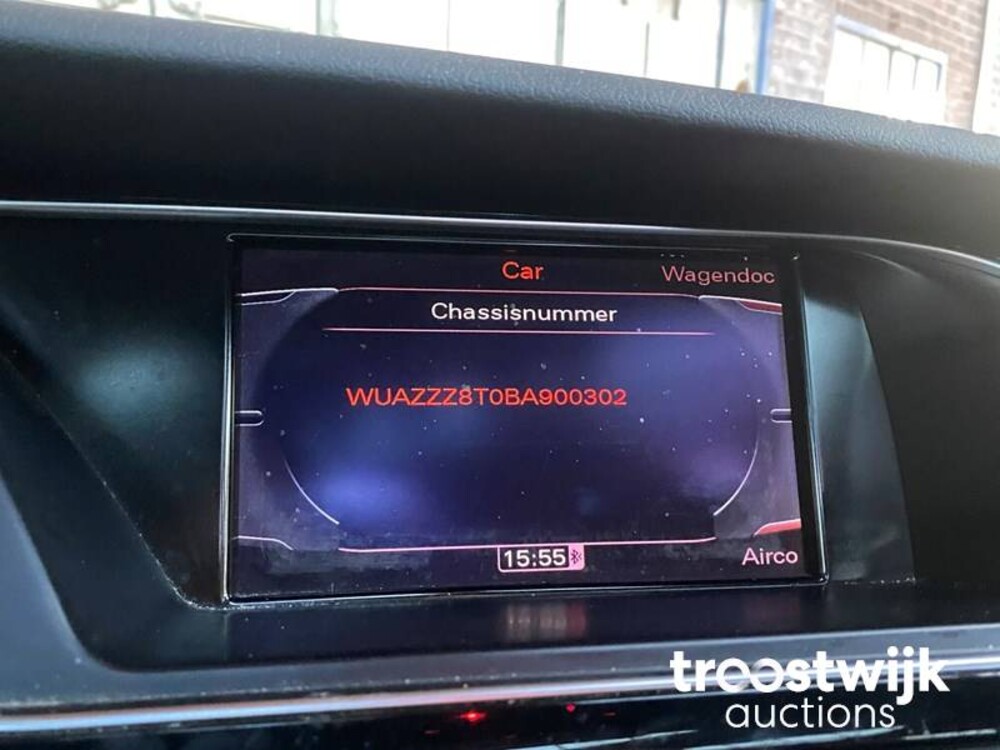 Car
Wagendoc
Chassisnummer
WUAZZZ8T0BA900302
15:55
Airco
troostwijk
auctions